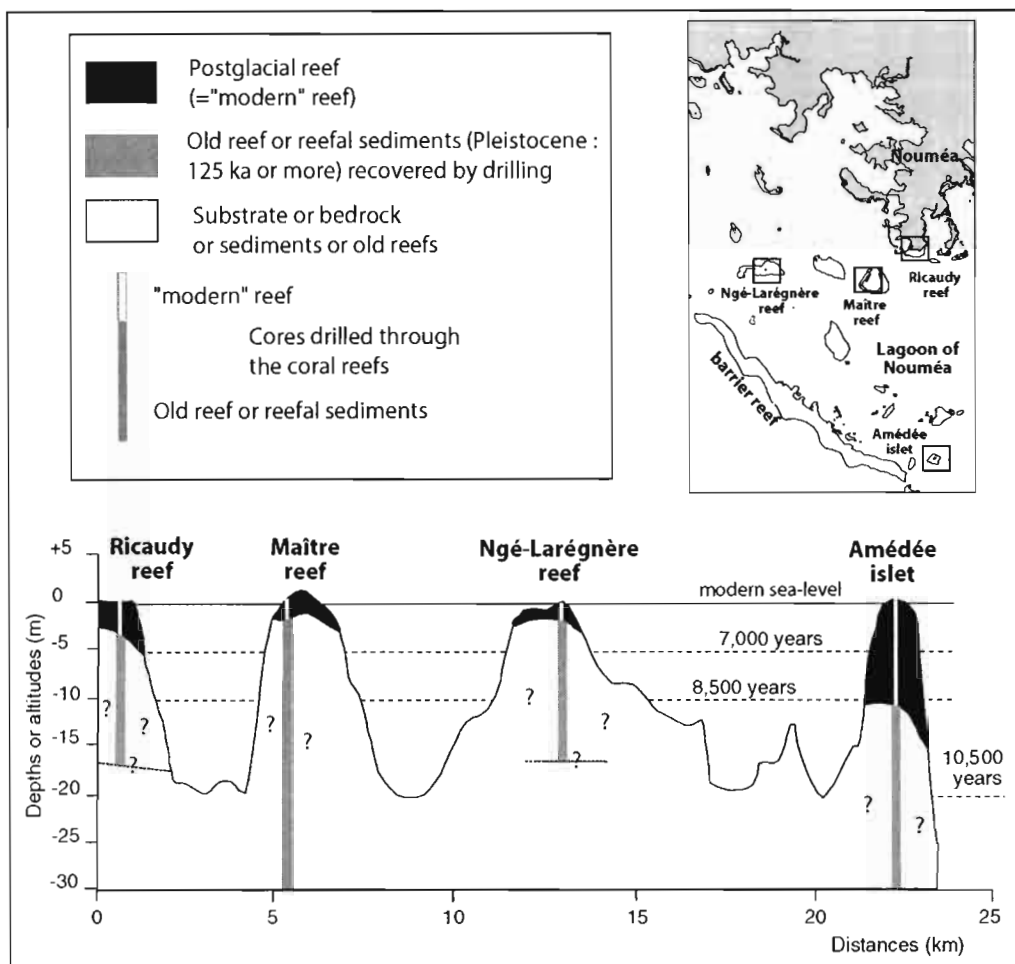 Postglacial reef
(="modern" reef)
Old reef or reefal sediments (Pleistocene :
125 ka or more) recovered by drilling
Substrate or bedrock
or sediments or old reefs
"modern" reef
Cores drilled through
the coral reefs
Old reef or reefal sediments
Nouméa
Ngé-Larégnère
reef
Maître
reef
Ricaudy
reef
Lagoon of
Nouméa
barrier reef
Amédée
islet
Ricaudy
reef
Maître
reef
Ngé-Larégnère
reef
Amédée
islet
modern sea-level
7,000 years
8,500 years
10,500
years
? ? ?
? ?
? ?
? ?
Depths or altitudes (m)
+5
0
-5
-10
-15
-20
-25
-30
0 5 10 15 20 25
Distances (km)